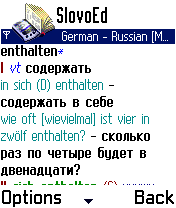 SlovoEd
German - Russian [M...
enthalten*
I vt содержать
in sich (D) enthalten -
содержать в себе
wie oft [wievielmal] ist vier in
zwölf enthalten? - сколько
раз по четыре будет в
двенадцати?
Options Back